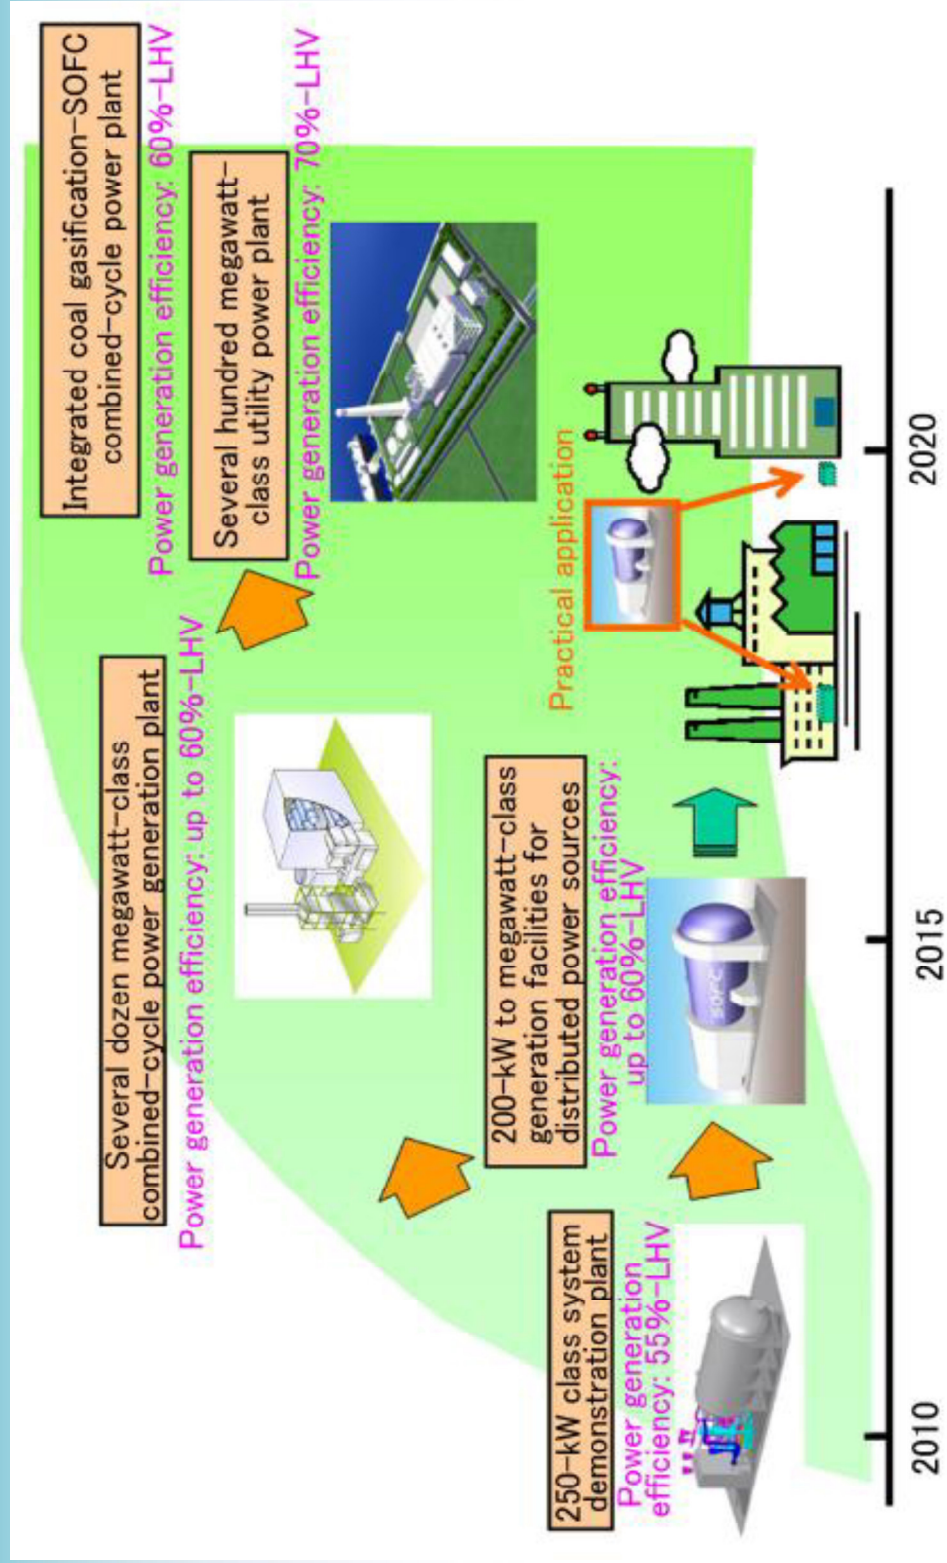 Integrated coal gasification-SOFC
combined-cycle power plant
Power generation efficiency: 60%-LHV
Several hundred megawatt-
class utility power plant
Power generation efficiency: 70%-LHV
Several dozen megawatt-class
combined-cycle power generation plant
Power generation efficiency: up to 60%-LHV
200-kW to megawatt-class
generation facilities for
distributed power sources
Power generation efficiency:
up to 60%-LHV
SOFC
Practical application
250-kW class system
demonstration plant
Power generation
efficiency: 55%-LHV
2010
2015
2020